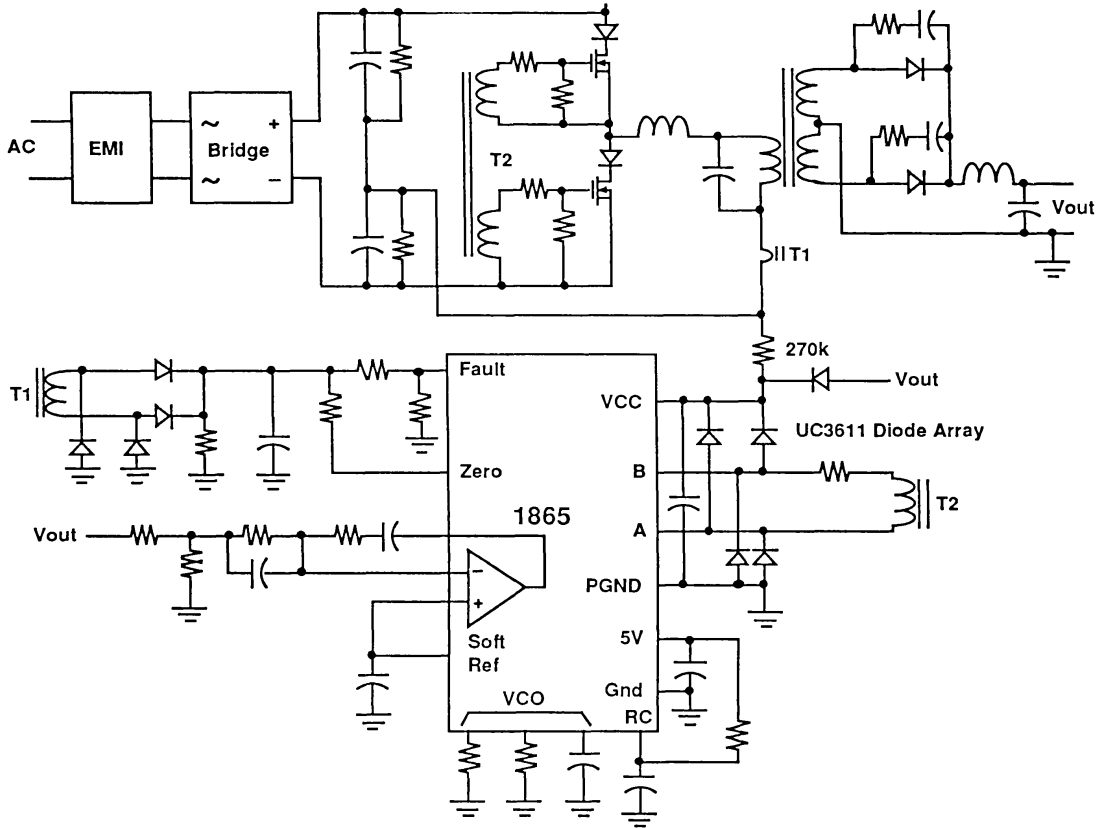 AC
EMI
~
~
Bridge
+
−
T2
T1
Vout
270k
Vout
T1
Fault
VCC
UC3611 Diode Array
Zero
B
1865
T2
A
Vout
−
+
PGND
Soft
Ref
5V
Gnd
VCO
RC